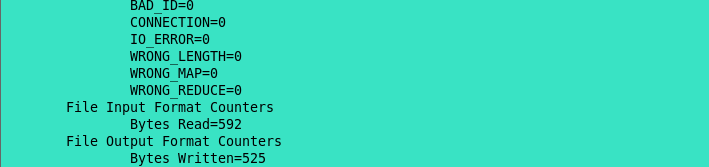 BAD_ID=0
CONNECTION=0
IO_ERROR=0
WRONG_LENGTH=0
WRONG_MAP=0
WRONG_REDUCE=0
File Input Format Counters
Bytes Read=592
File Output Format Counters
Bytes Written=525